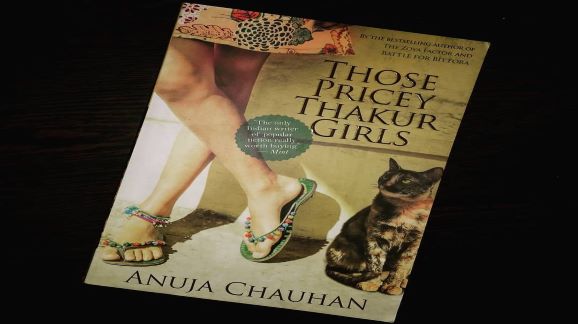 BY THE BESTSELLING AUTHOR OF
THE ZOYA FACTOR AND
BATTLE FOR BITTORA
THOSE
PRICEY
THAKUR
GIRLS
"The only
Indian writer
of popular
fiction really
worth buying"
— Mint
ANUJA CHAUHAN